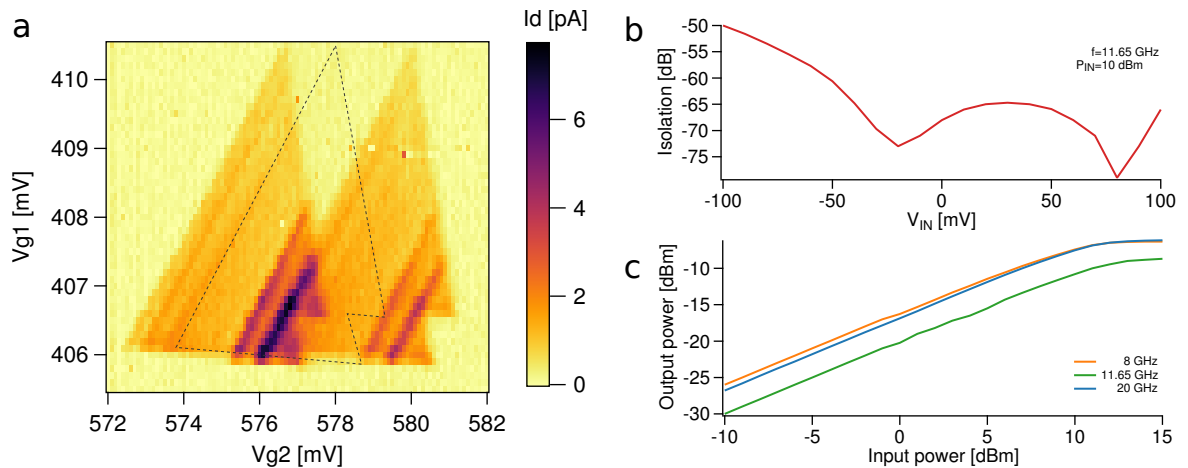 a
Id [pA]
410
409
408
407
406
572
574
576
578
580
582
Vg2 [mV]
Vg1 [mV]
6
4
2
0
b
-50
-55
-60
-65
-70
-75
Isolation [dB]
f=11.65 GHz
P_IN=10 dBm
-100
-50
0
50
100
V_IN [mV]
c
-10
-15
-20
-25
-30
Output power [dBm]
8 GHz
11.65 GHz
20 GHz
-10
-5
0
5
10
15
Input power [dBm]